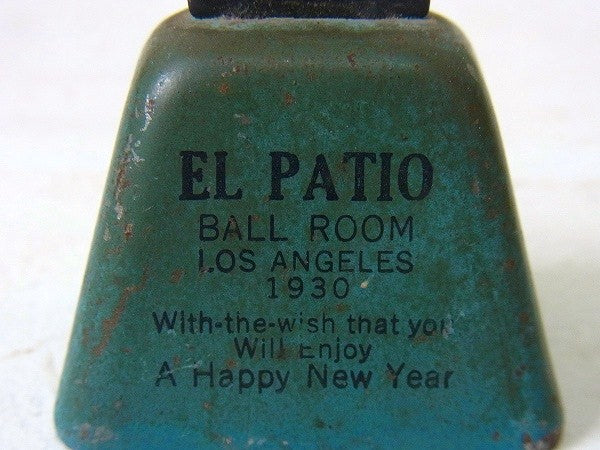 EL PATIO
BALL ROOM
LOS ANGELES
1930
With-the-wish that you
Will Enjoy
A Happy New Year